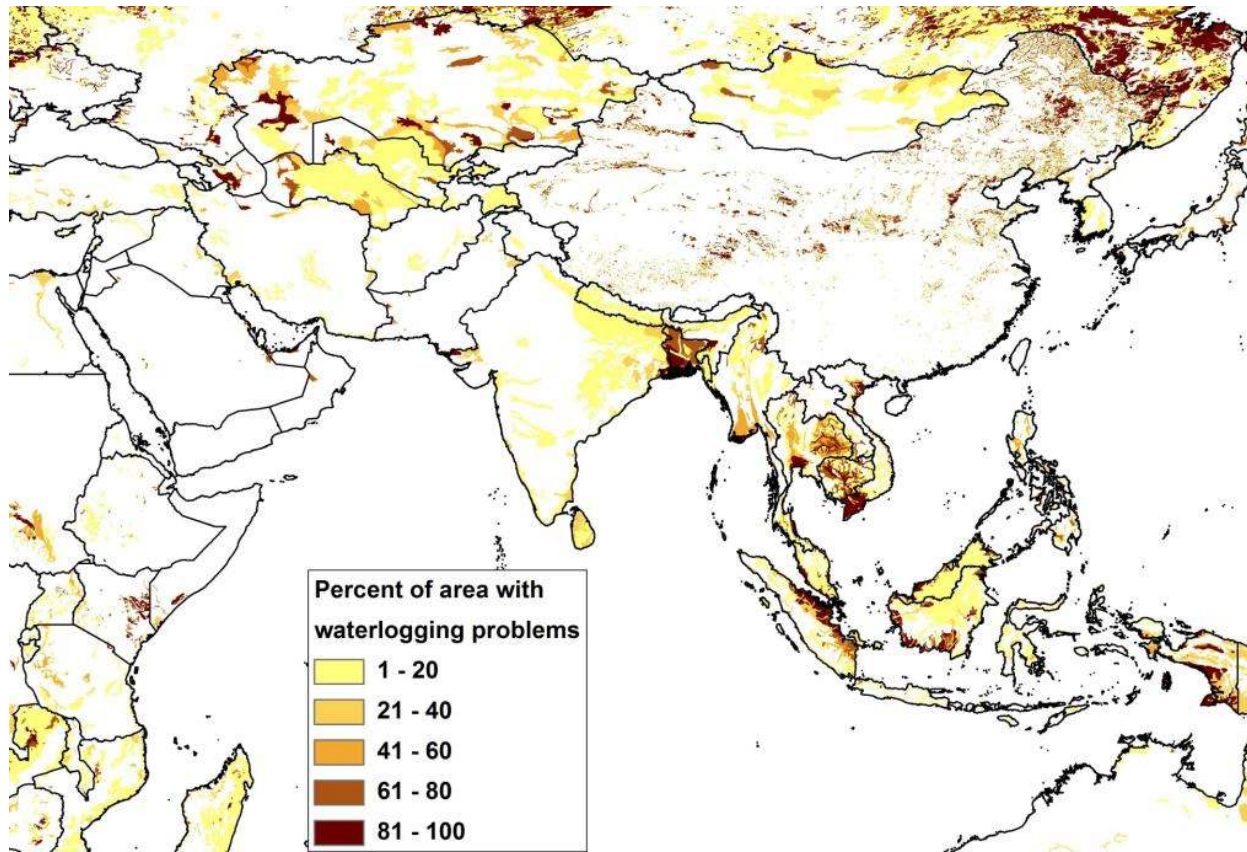 Percent of area with
waterlogging problems
1 - 20
21 - 40
41 - 60
61 - 80
81 - 100